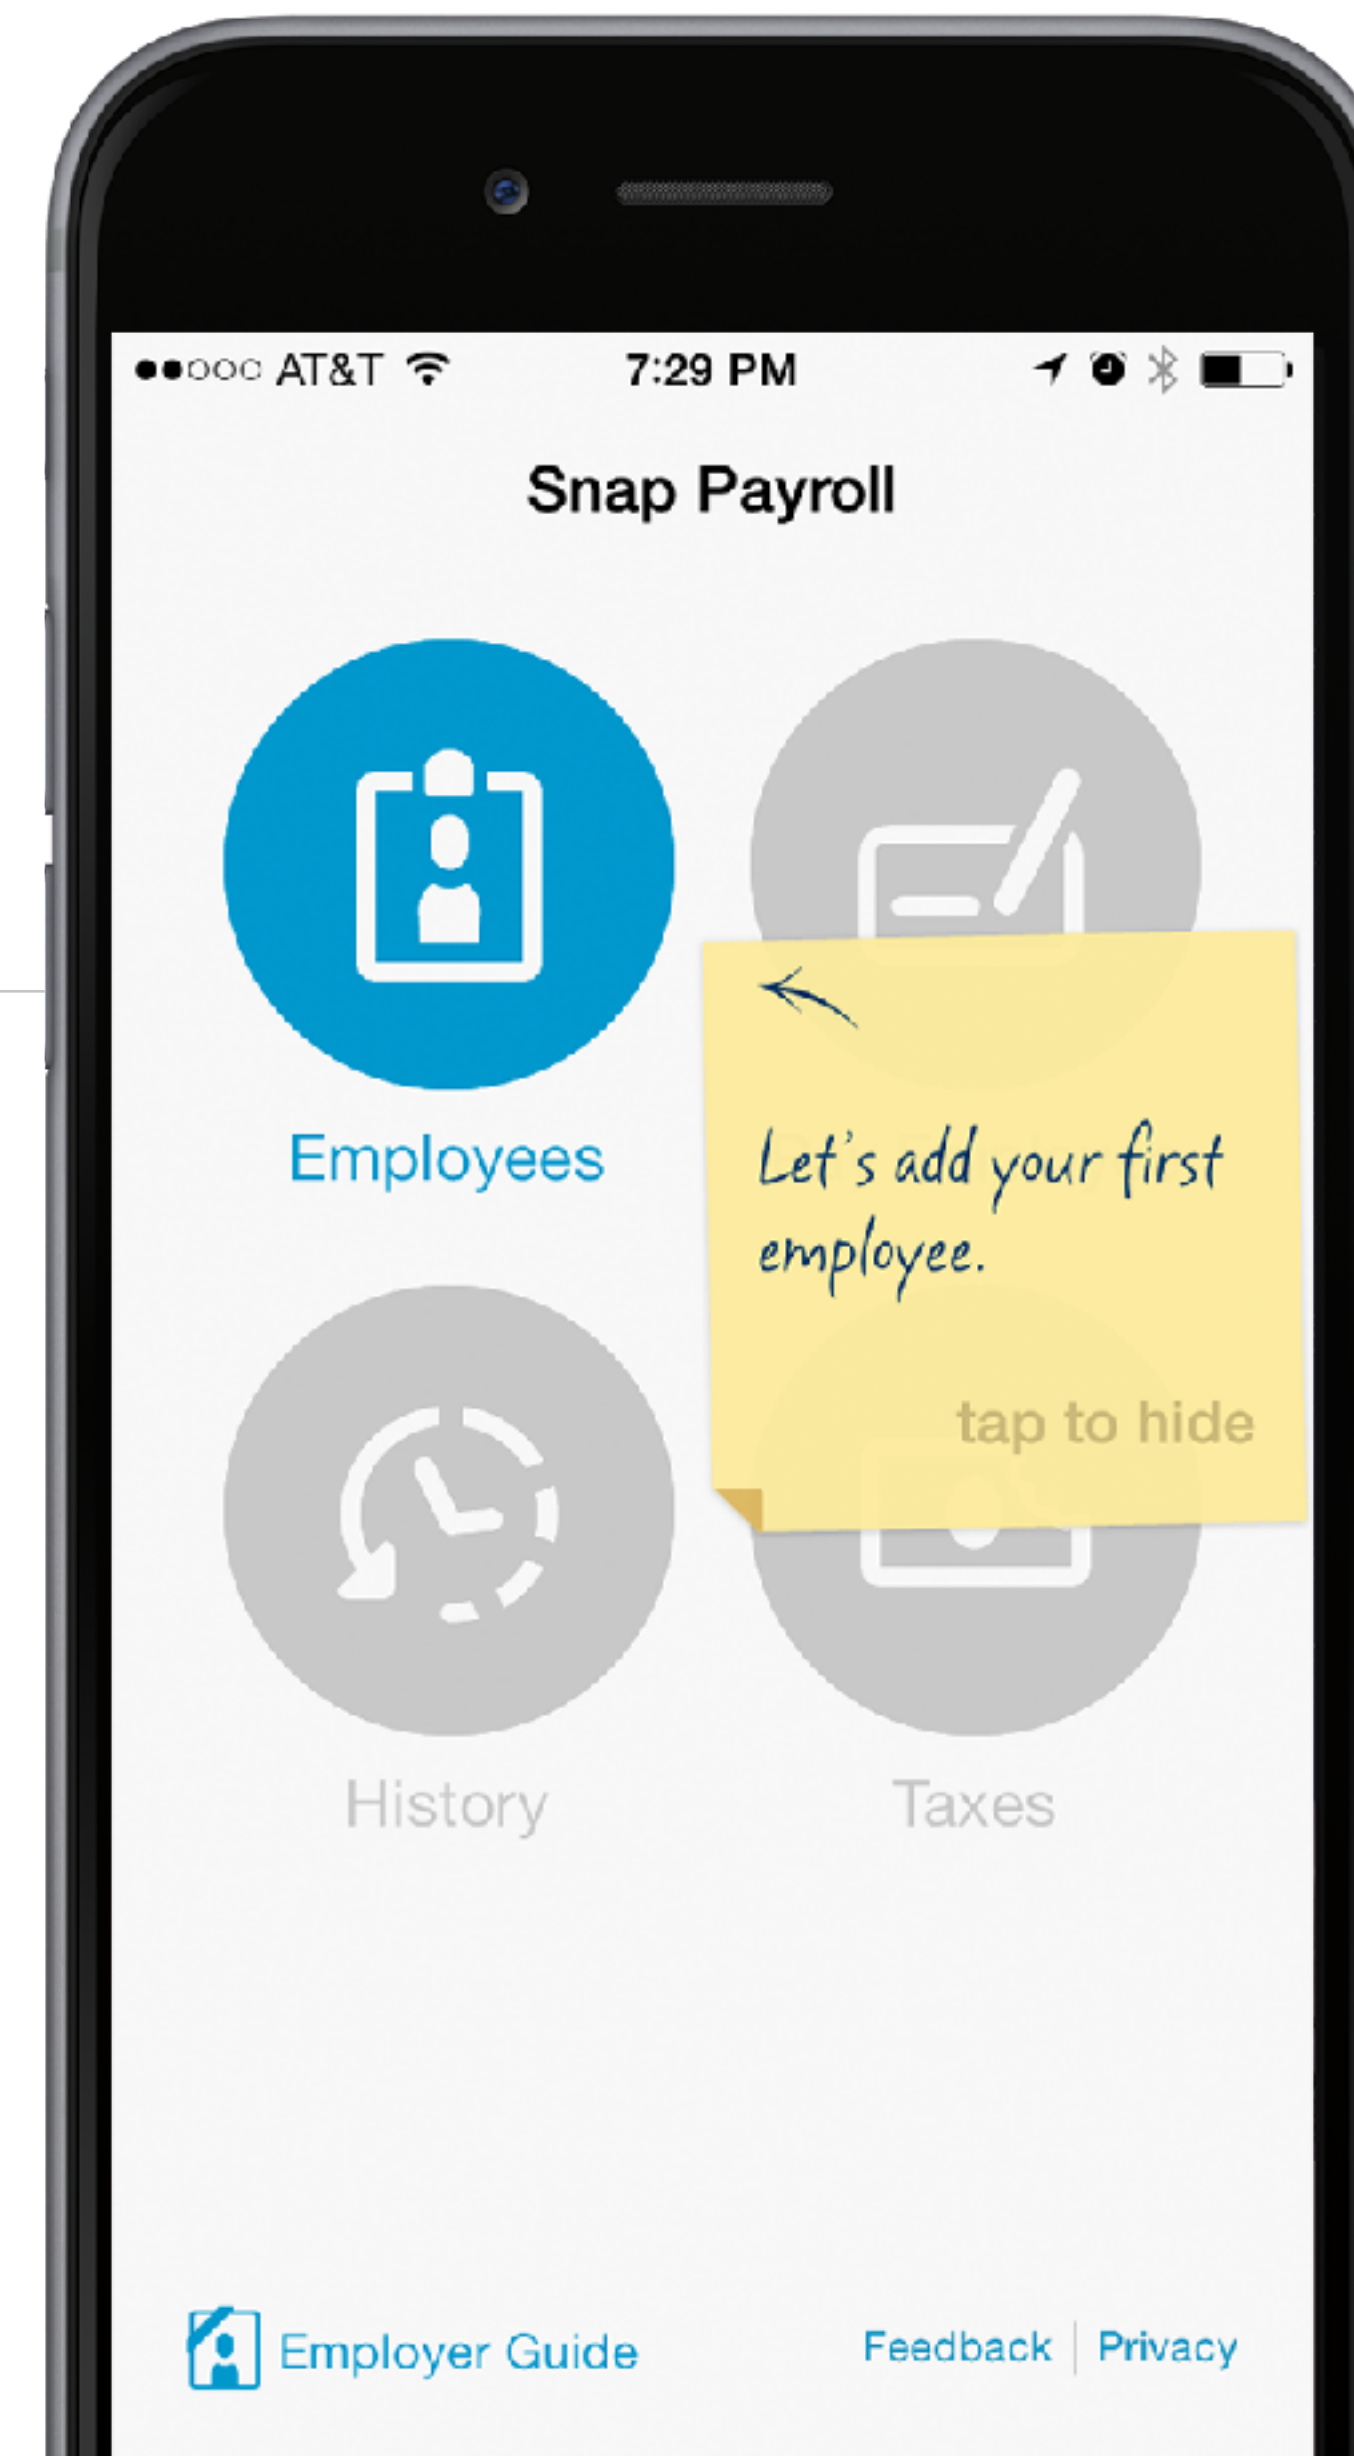 AT&T 7:29 PM
Snap Payroll
Employees
Let's add your first
employee.
tap to hide
History
Taxes
Employer Guide
Feedback | Privacy